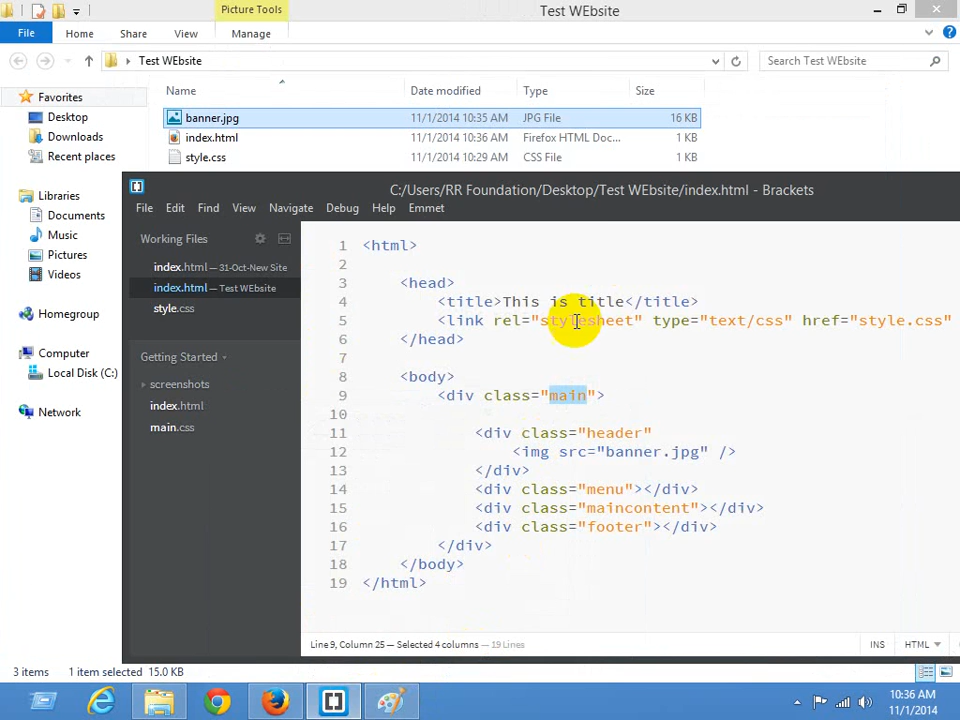 Picture Tools
Test WEbsite
File Home Share View Manage
Test WEbsite
Search Test WEbsite
Name Date modified Type Size
Favorites
Desktop
Downloads
Recent places
Libraries
Documents
Music
Pictures
Videos
Homegroup
Computer
Local Disk (C:)
Network
banner.jpg 11/1/2014 10:35 AM JPG File 16 KB
index.html 11/1/2014 10:36 AM Firefox HTML Doc... 1 KB
style.css 11/1/2014 10:29 AM CSS File 1 KB
C:/Users/RR Foundation/Desktop/Test WEbsite/index.html - Brackets
File Edit Find View Navigate Debug Help Emmet
Working Files
index.html — 31-Oct-New Site
index.html — Test WEbsite
style.css
Getting Started
screenshots
index.html
main.css
1 <html>
2
3 <head>
4 <title>This is title</title>
5 <link rel="stylesheet" type="text/css" href="style.css"
6 </head>
7
8 <body>
9 <div class="main">
10
11 <div class="header"
12 <img src="banner.jpg" />
13 </div>
14 <div class="menu"></div>
15 <div class="maincontent"></div>
16 <div class="footer"></div>
17 </div>
18 </body>
19 </html>
Line 9, Column 25 — Selected 4 columns — 19 Lines
INS HTML
3 items 1 item selected 15.0 KB
10:36 AM
11/1/2014